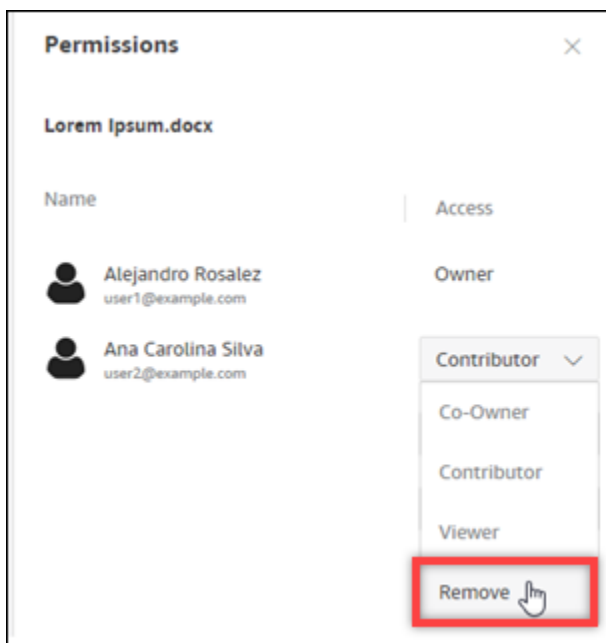 Permissions
Lorem Ipsum.docx
Name
Access
Alejandro Rosalez
Owner
user1@example.com
Ana Carolina Silva
Contributor
user2@example.com
Co-Owner
Contributor
Viewer
Remove